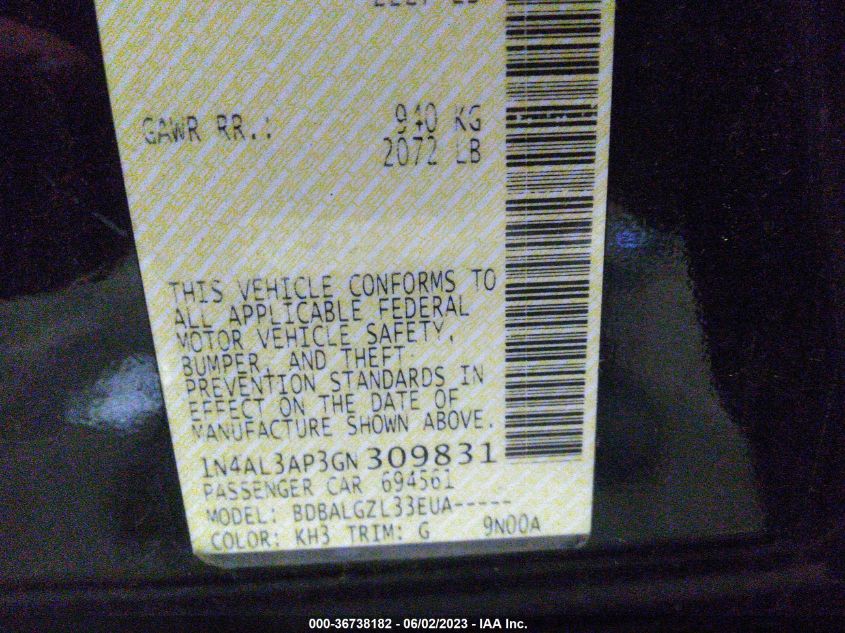 GAWR RR.: 940 KG
2072 LB
THIS VEHICLE CONFORMS TO
ALL APPLICABLE FEDERAL
MOTOR VEHICLE SAFETY,
BUMPER, AND THEFT
PREVENTION STANDARDS IN
EFFECT ON THE DATE OF
MANUFACTURE SHOWN ABOVE.
1N4AL3AP3GN309831
PASSENGER CAR 694561
MODEL: BDBALGZL33EUA-----
COLOR: KH3 TRIM: G 9N00A
000-36738182 - 06/02/2023 - IAA Inc.